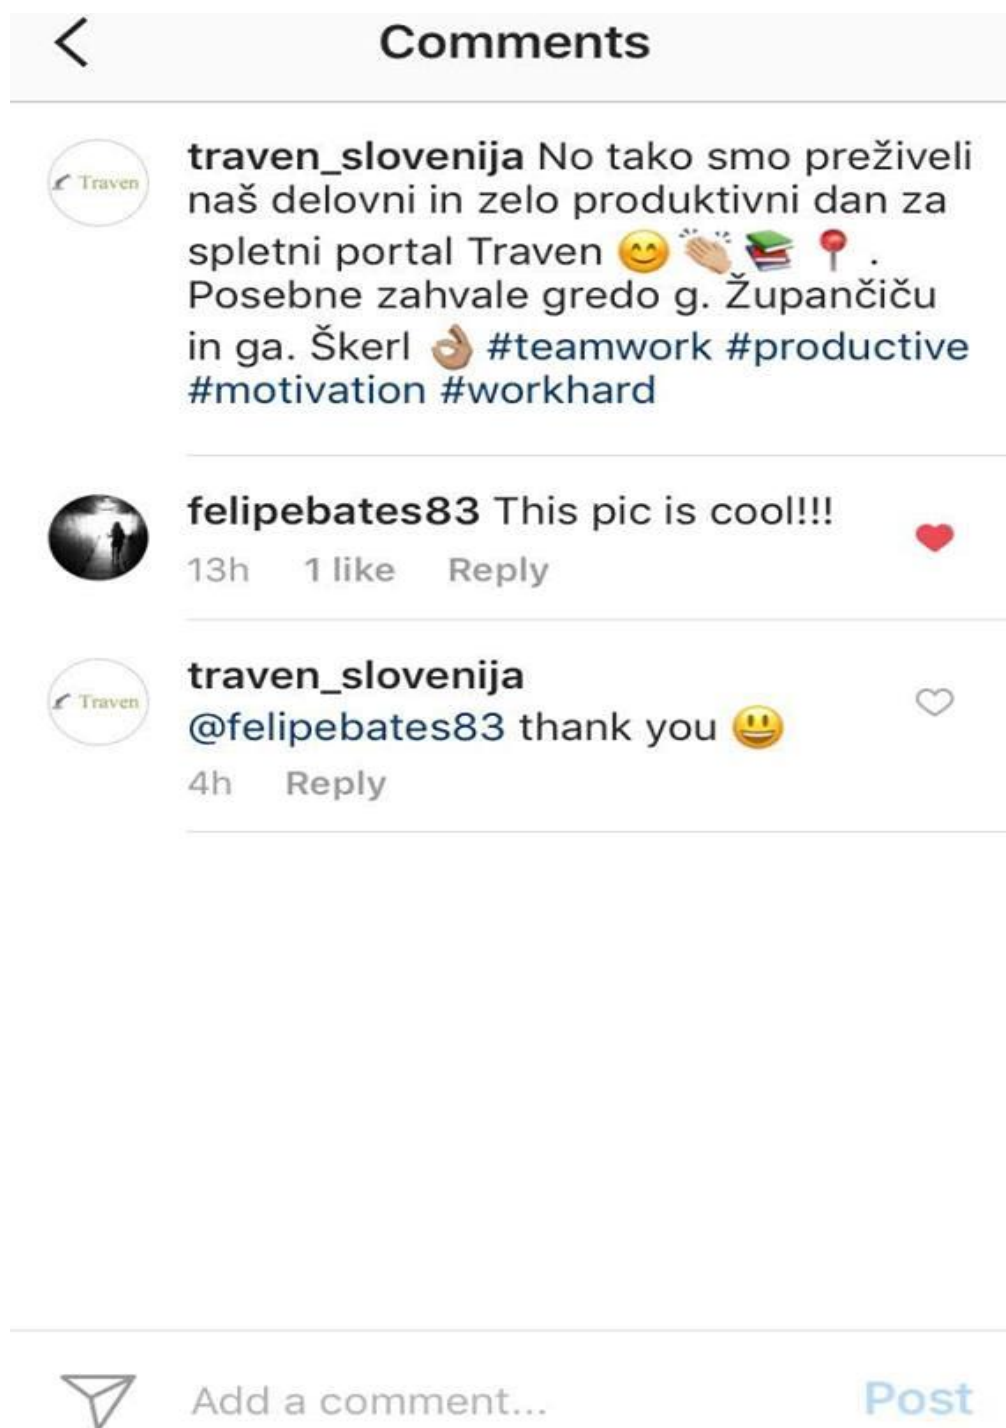 Comments
traven_slovenija No tako smo preživeli
naš delovni in zelo produktivni dan za
spletni portal Traven 😊 👏🏼 📚 📍 .
Posebne zahvale gredo g. Župančiču
in ga. Škerl 👌🏽 #teamwork #productive
#motivation #workhard
Traven
felipebates83 This pic is cool!!!
13h 1 like Reply
traven_slovenija
Traven
@felipebates83 thank you 😃
4h Reply
Add a comment... Post